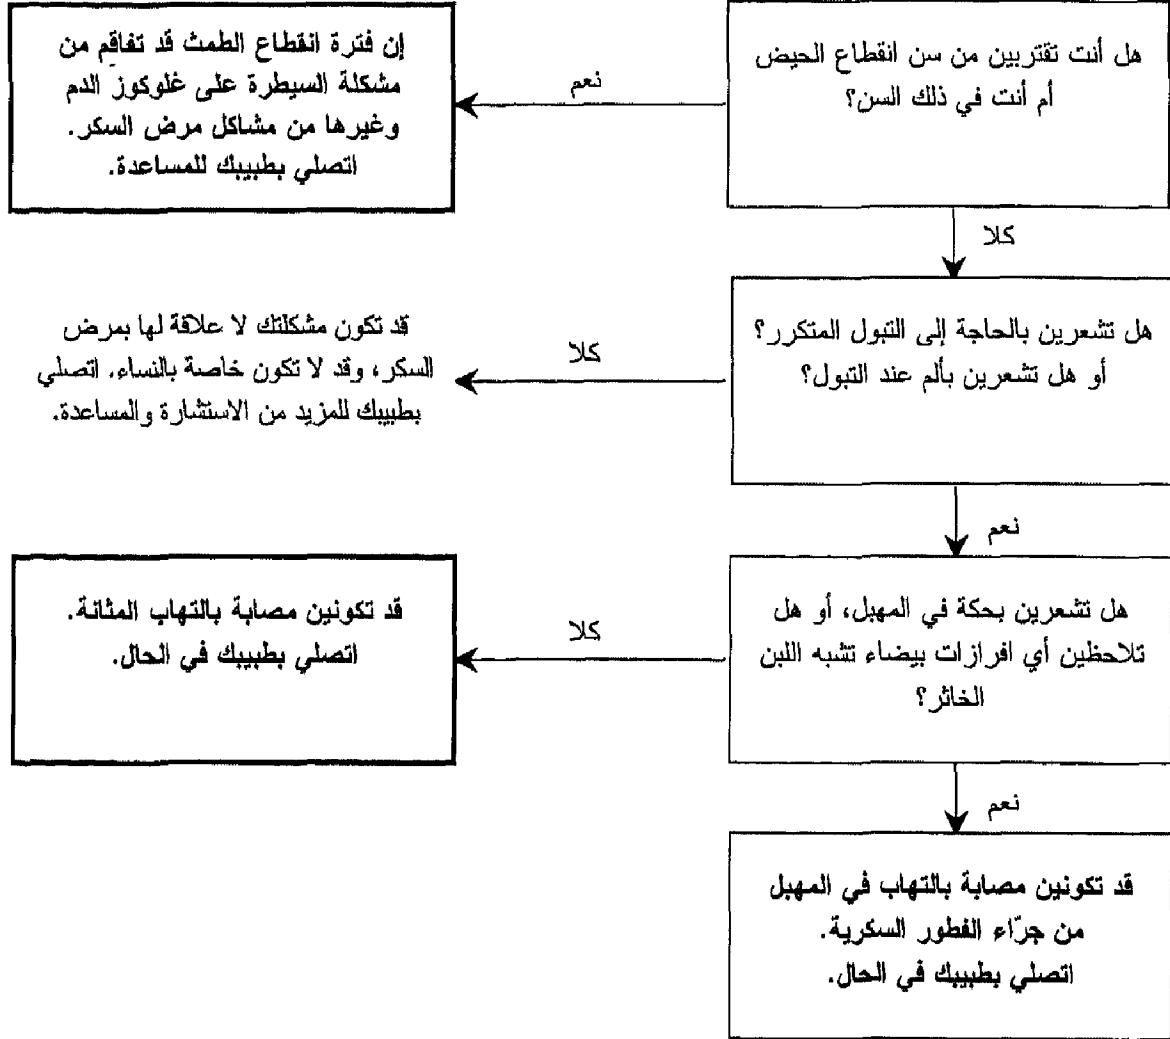 هل أنت تقتربين من سن انقطاع الحيض
أم أنت في ذلك السن؟
نعم
إن فترة انقطاع الطمث قد تفاقِم من
مشكلة السيطرة على غلوكوز الدم
وغيرها من مشاكل مرض السكر.
اتصلي بطبيبك للمساعدة.
كلا
هل تشعرين بالحاجة إلى التبول المتكرر؟
أو هل تشعرين بألم عند التبول؟
كلا
قد تكون مشكلتك لا علاقة لها بمرض
السكر، وقد لا تكون خاصة بالنساء. اتصلي
بطبيبك للمزيد من الاستشارة والمساعدة.
نعم
هل تشعرين بحكة في المهبل، أو هل
تلاحظين أي افرازات بيضاء تشبه اللبن
الخاثر؟
كلا
قد تكونين مصابة بالتهاب المثانة.
اتصلي بطبيبك في الحال.
نعم
قد تكونين مصابة بالتهاب في المهبل
من جرّاء الفطور السكرية.
اتصلي بطبيبك في الحال.